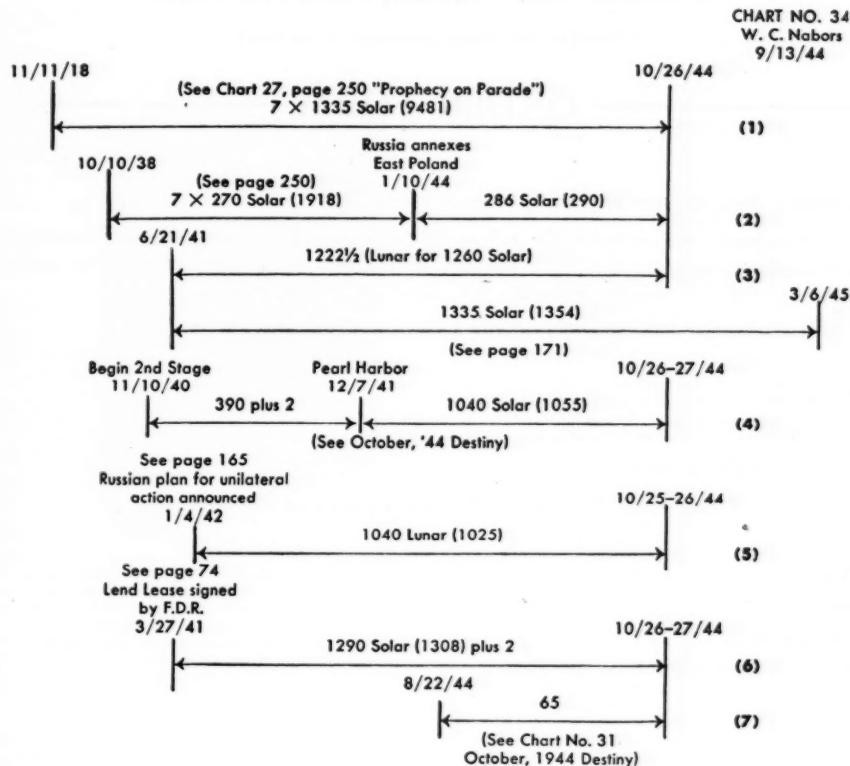 CHART NO. 34
W. C. Nabors
9/13/44
11/11/18
10/26/44
(See Chart 27, page 250 "Prophecy on Parade")
7 × 1335 Solar (9481)
(1)
Russia annexes
East Poland
10/10/38
1/10/44
(See page 250)
7 × 270 Solar (1918)
286 Solar (290)
(2)
6/21/41
1222½ (Lunar for 1260 Solar)
(3)
3/6/45
1335 Solar (1354)
(See page 171)
Begin 2nd Stage
11/10/40
Pearl Harbor
12/7/41
10/26–27/44
390 plus 2
1040 Solar (1055)
(4)
(See October, '44 Destiny)
See page 165
Russian plan for unilateral
action announced
1/4/42
10/25–26/44
1040 Lunar (1025)
(5)
See page 74
Lend Lease signed
by F.D.R.
3/27/41
10/26–27/44
1290 Solar (1308) plus 2
(6)
8/22/44
65
(7)
(See Chart No. 31
October, 1944 Destiny)